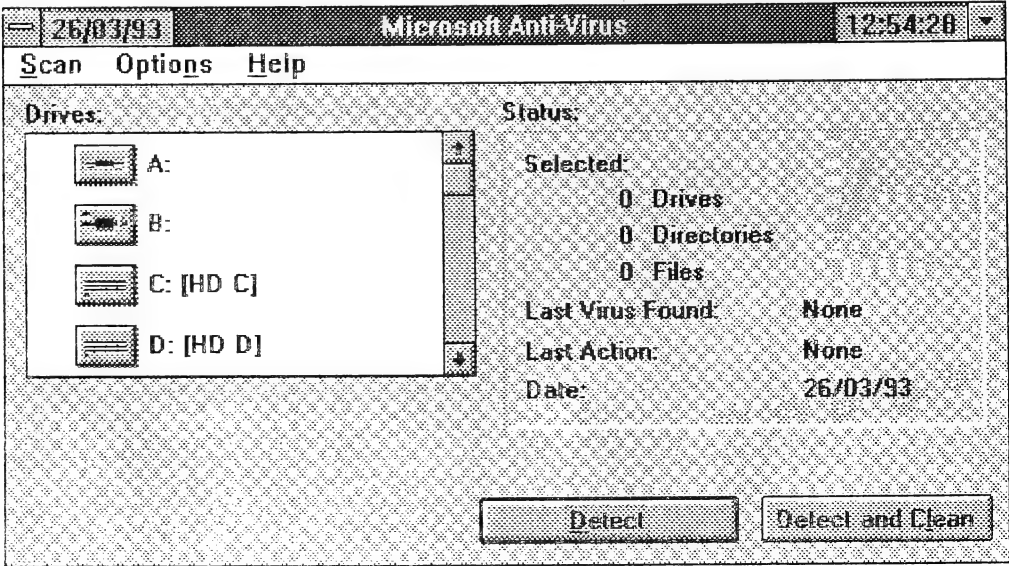 26/03/93 Microsoft Anti-Virus 12:54:28
Scan Options Help
Drives:
A:
B:
C: [HD C]
D: [HD D]
Status:
Selected:
0 Drives
0 Directories
0 Files
Last Virus Found: None
Last Action: None
Date: 26/03/93
Detect
Detect and Clean